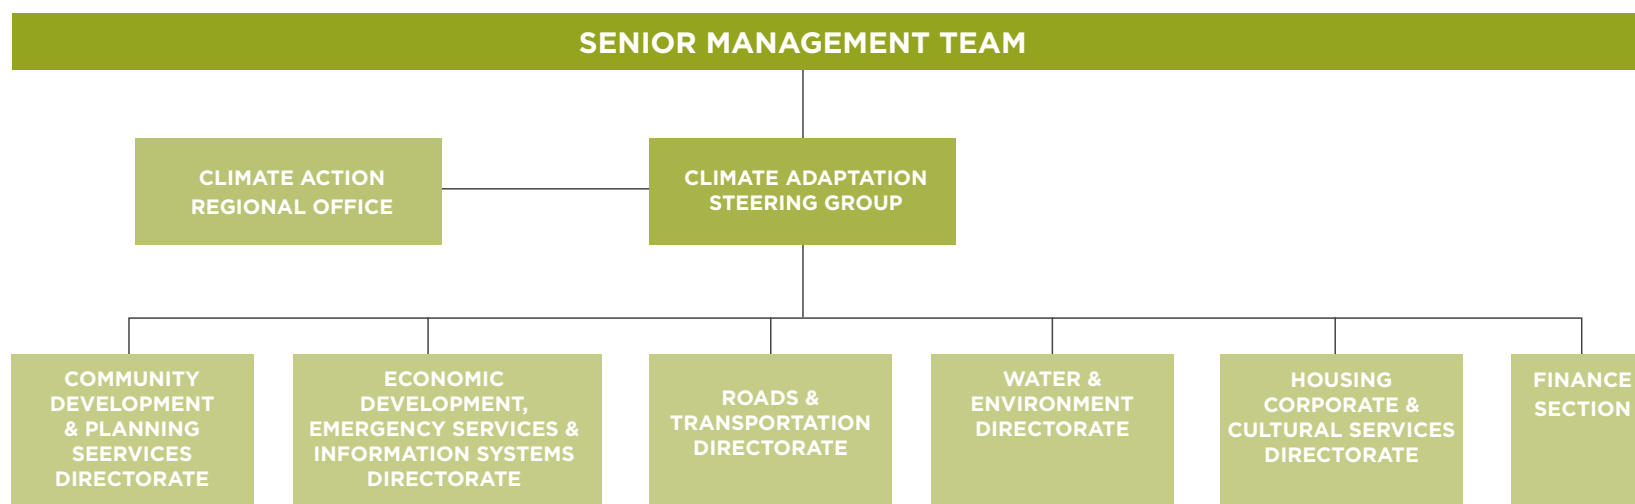 SENIOR MANAGEMENT TEAM
CLIMATE ACTION
REGIONAL OFFICE
CLIMATE ADAPTATION
STEERING GROUP
COMMUNITY
DEVELOPMENT
& PLANNING
SEERVICES
DIRECTORATE
ECONOMIC
DEVELOPMENT,
EMERGENCY SERVICES &
INFORMATION SYSTEMS
DIRECTORATE
ROADS &
TRANSPORTATION
DIRECTORATE
WATER &
ENVIRONMENT
DIRECTORATE
HOUSING
CORPORATE &
CULTURAL SERVICES
DIRECTORATE
FINANCE
SECTION